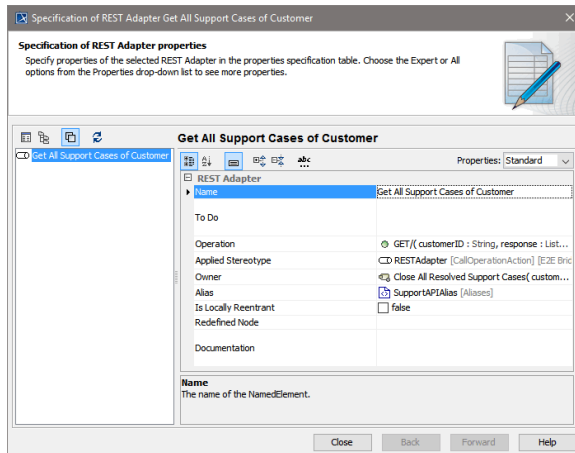 Specification of REST Adapter Get All Support Cases of Customer
Specification of REST Adapter properties
Specify properties of the selected REST Adapter in the properties specification table. Choose the Expert or All
options from the Properties drop-down list to see more properties.
Get All Support Cases of Customer
Get All Support Cases of Customer
Properties: Standard
REST Adapter
Name Get All Support Cases of Customer
To Do
Operation GET/( customerID : String, response : List...
Applied Stereotype RESTAdapter [CallOperationAction] [E2E Bric
Owner Close All Resolved Support Cases( custom...
Alias SupportAPIAlias [Aliases]
Is Locally Reentrant false
Redefined Node
Documentation
Name
The name of the NamedElement.
Close Back Forward Help